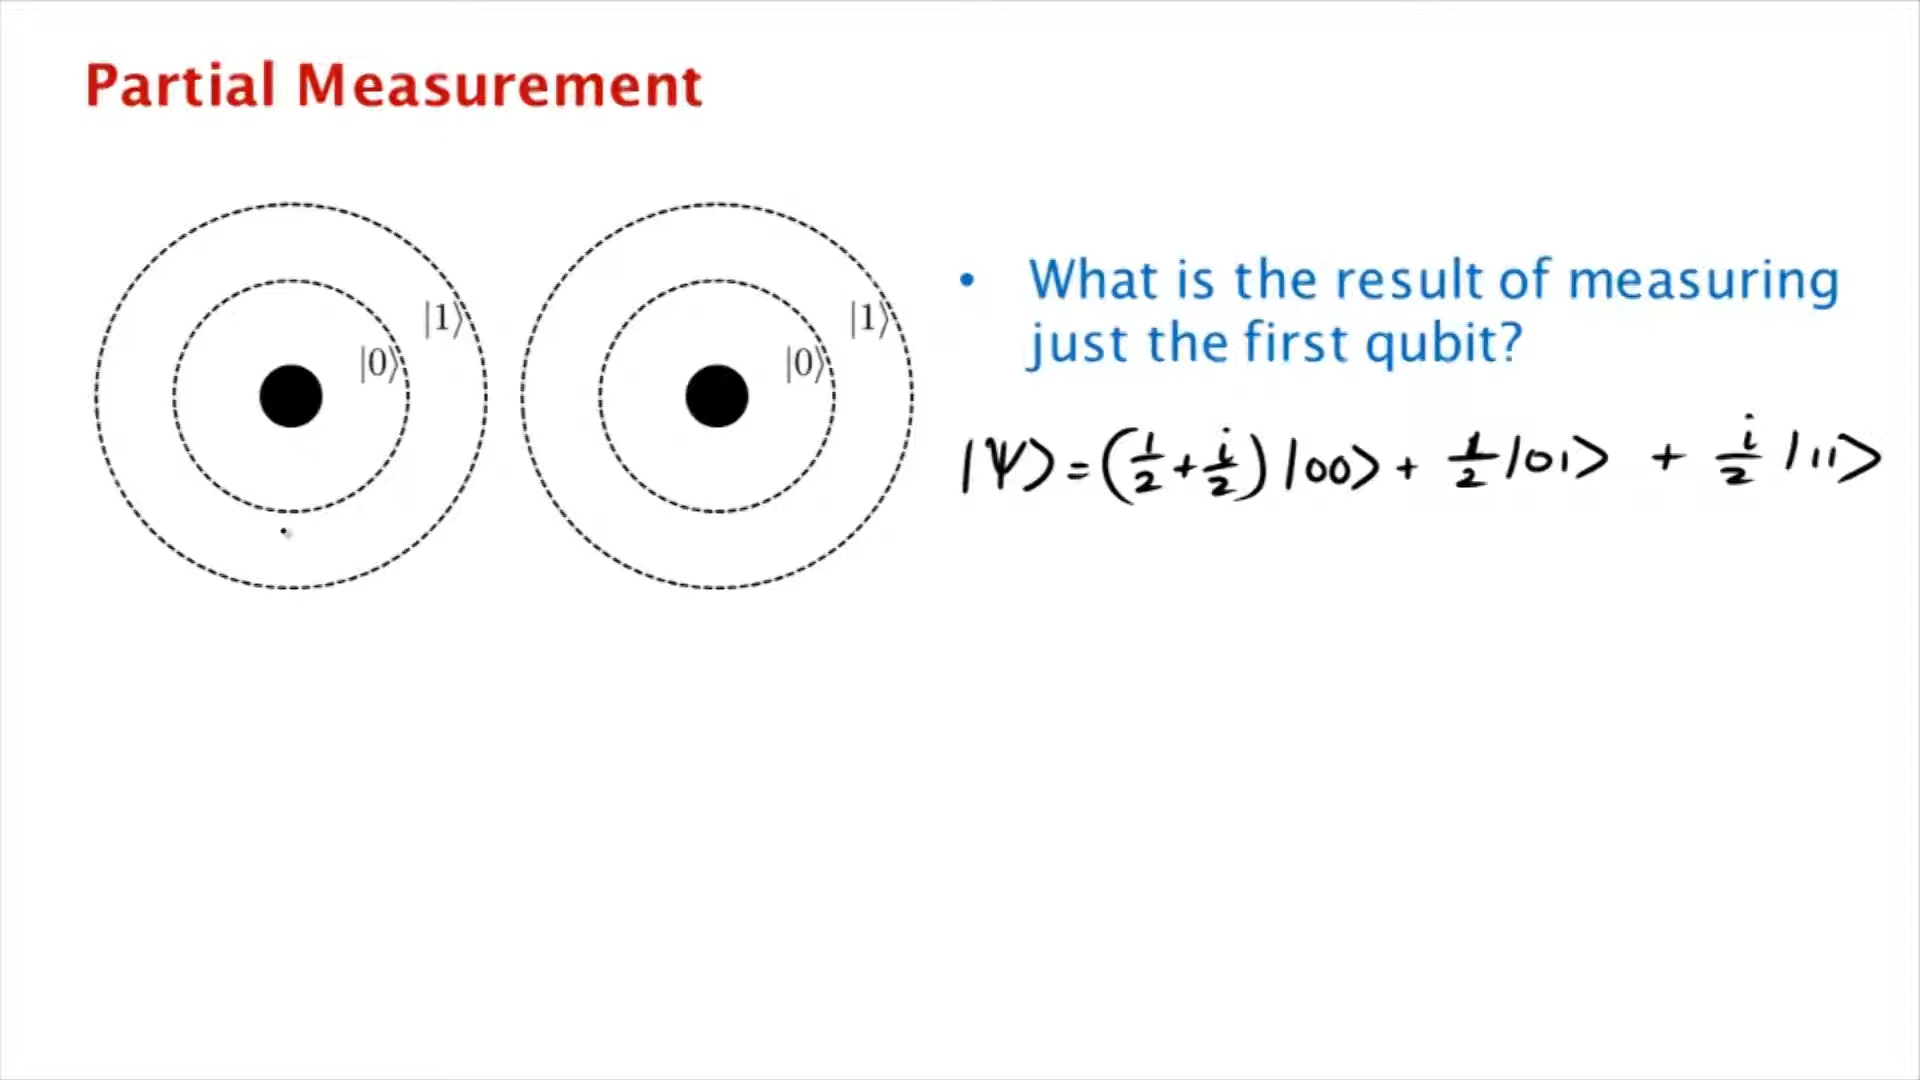 Partial Measurement
|1⟩
|0⟩
|1⟩
|0⟩
• What is the result of measuring
just the first qubit?
|Ψ⟩ = (1/2 + i/2) |00⟩ + 1/2 |01⟩ + i/2 |11⟩